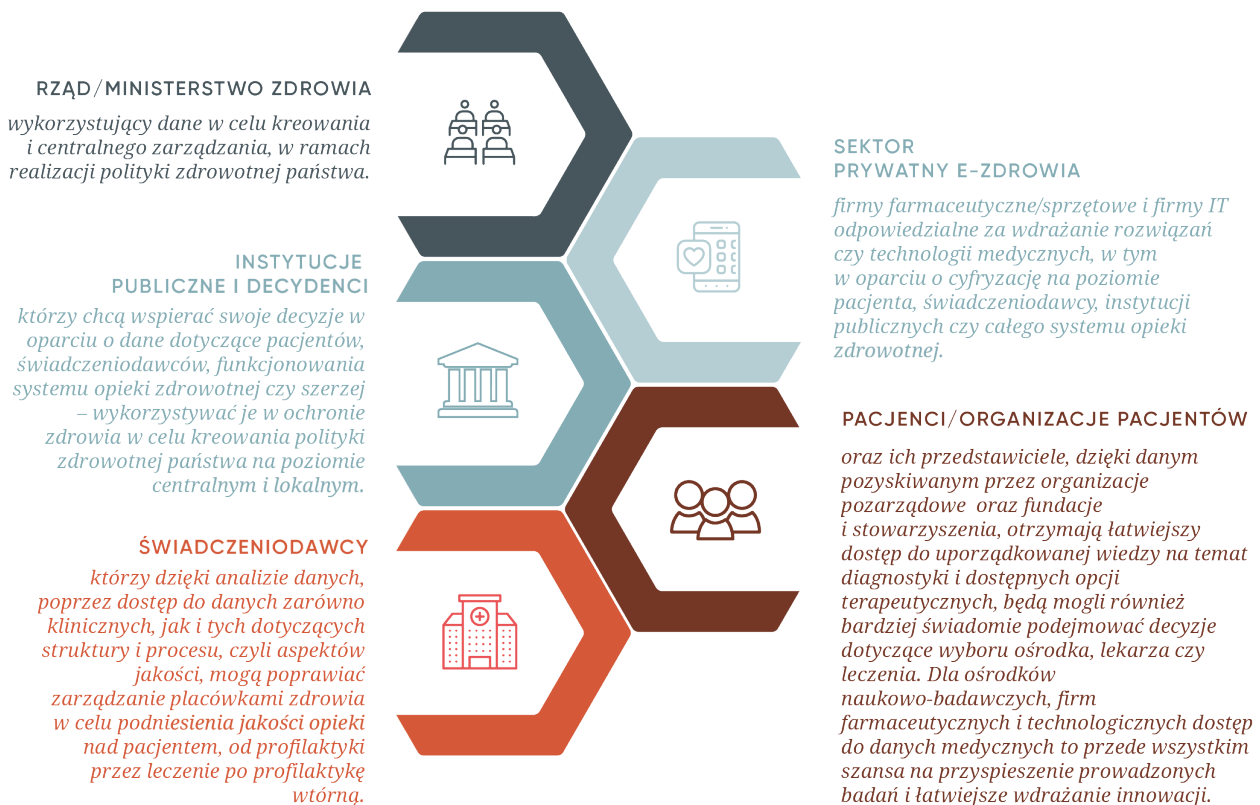 RZĄD/MINISTERSTWO ZDROWIA
wykorzystujący dane w celu kreowania
i centralnego zarządzania, w ramach
realizacji polityki zdrowotnej państwa.
INSTYTUCJE
PUBLICZNE I DECYDENCI
którzy chcą wspierać swoje decyzje w
oparciu o dane dotyczące pacjentów,
świadczeniodawców, funkcjonowania
systemu opieki zdrowotnej czy szerzej
– wykorzystywać je w ochronie
zdrowia w celu kreowania polityki
zdrowotnej państwa na poziomie
centralnym i lokalnym.
ŚWIADCZENIODAWCY
którzy dzięki analizie danych,
poprzez dostęp do danych zarówno
klinicznych, jak i tych dotyczących
struktury i procesu, czyli aspektów
jakości, mogą poprawiać
zarządzanie placówkami zdrowia
w celu podniesienia jakości opieki
nad pacjentem, od profilaktyki
przez leczenie po profilaktykę
wtórną.
SEKTOR
PRYWATNY E-ZDROWIA
firmy farmaceutyczne/sprzętowe i firmy IT
odpowiedzialne za wdrażanie rozwiązań
czy technologii medycznych, w tym
w oparciu o cyfryzację na poziomie
pacjenta, świadczeniodawcy, instytucji
publicznych czy całego systemu opieki
zdrowotnej.
PACJENCI/ORGANIZACJE PACJENTÓW
oraz ich przedstawiciele, dzięki danym
pozyskiwanym przez organizacje
pozarządowe oraz fundacje
i stowarzyszenia, otrzymają łatwiejszy
dostęp do uporządkowanej wiedzy na temat
diagnostyki i dostępnych opcji
terapeutycznych, będą mogli również
bardziej świadomie podejmować decyzje
dotyczące wyboru ośrodka, lekarza czy
leczenia. Dla ośrodków
naukowo-badawczych, firm
farmaceutycznych i technologicznych dostęp
do danych medycznych to przede wszystkim
szansa na przyspieszenie prowadzonych
badań i łatwiejsze wdrażanie innowacji.